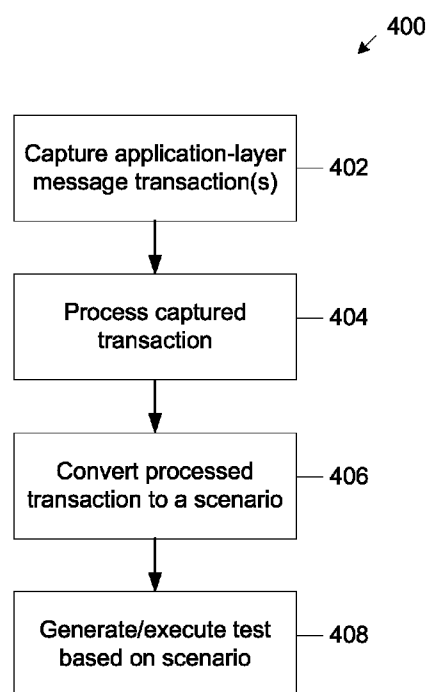 400
Capture application-layer
message transaction(s)
402
Process captured
transaction
404
Convert processed
transaction to a scenario
406
Generate/execute test
based on scenario
408